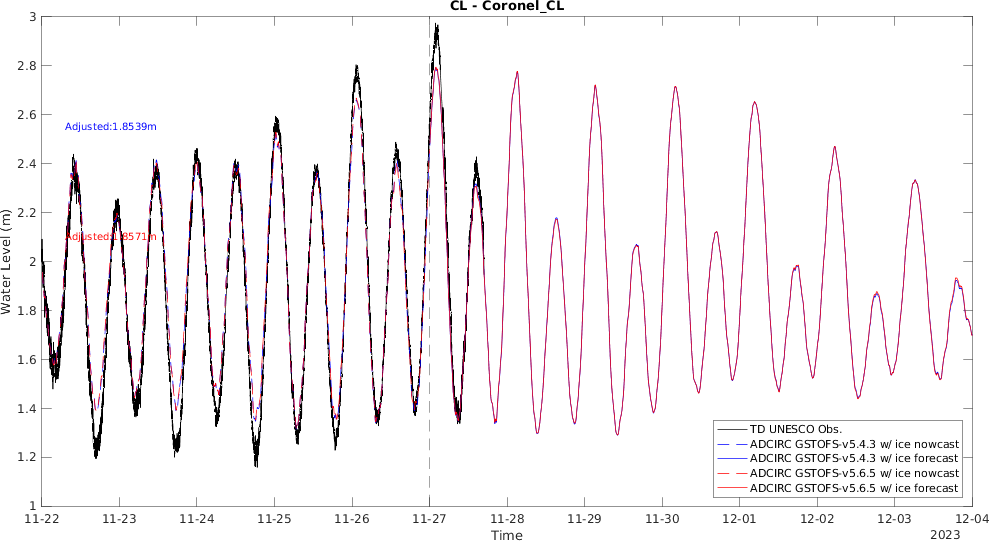 CL - Coronel_CL
3
2.8
2.6
2.4
2.2
2
1.8
1.6
1.4
1.2
1
Water Level (m)
Adjusted:1.8539m
Adjusted:1.8571m
TD UNESCO Obs.
ADCIRC GSTOFS-v5.4.3 w/ ice nowcast
ADCIRC GSTOFS-v5.4.3 w/ ice forecast
ADCIRC GSTOFS-v5.6.5 w/ ice nowcast
ADCIRC GSTOFS-v5.6.5 w/ ice forecast
11-22 11-23 11-24 11-25 11-26 11-27 11-28 11-29 11-30 12-01 12-02 12-03 12-04
Time
2023